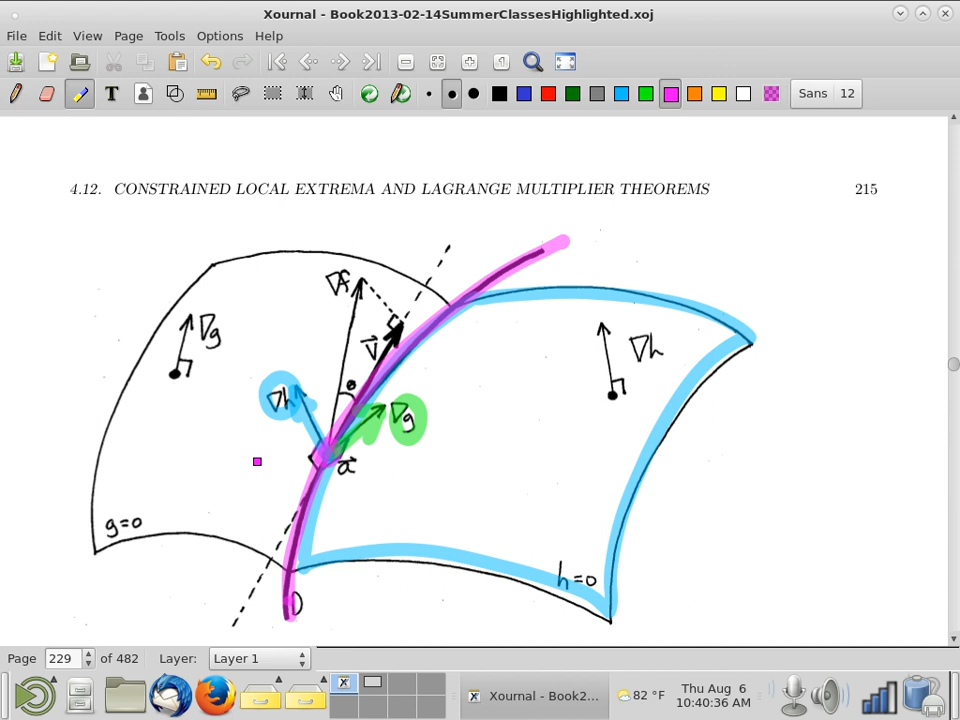 Xournal - Book2013-02-14SummerClassesHighlighted.xoj
File Edit View Page Tools Options Help
Sans 12
4.12. CONSTRAINED LOCAL EXTREMA AND LAGRANGE MULTIPLIER THEOREMS 215
∇f
∇g
∇h
v⃗
θ
∇h
∇g
a⃗
g=0
h=0
D
Page 229 of 482 Layer: Layer 1
Xournal - Book2...
82 °F
Thu Aug 6
10:40:36 AM